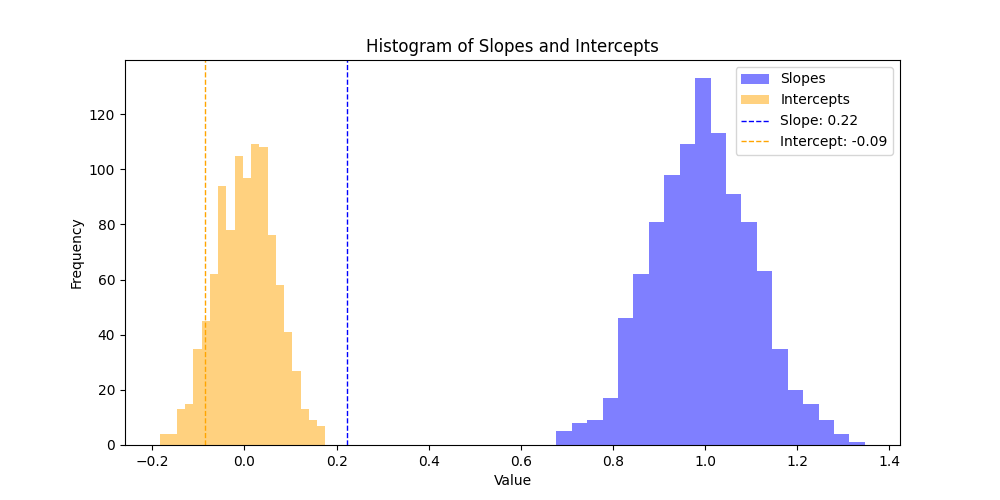 Histogram of Slopes and Intercepts
Slopes
Intercepts
Slope: 0.22
Intercept: -0.09
Frequency
120
100
80
60
40
20
0
−0.2 0.0 0.2 0.4 0.6 0.8 1.0 1.2 1.4
Value